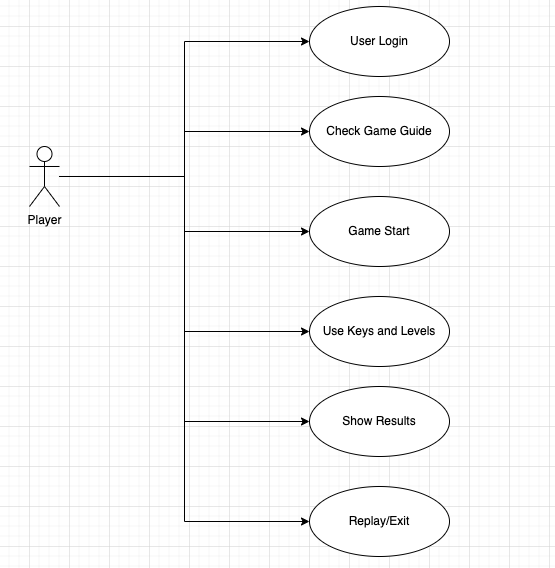 User Login
Check Game Guide
Player
Game Start
Use Keys and Levels
Show Results
Replay/Exit